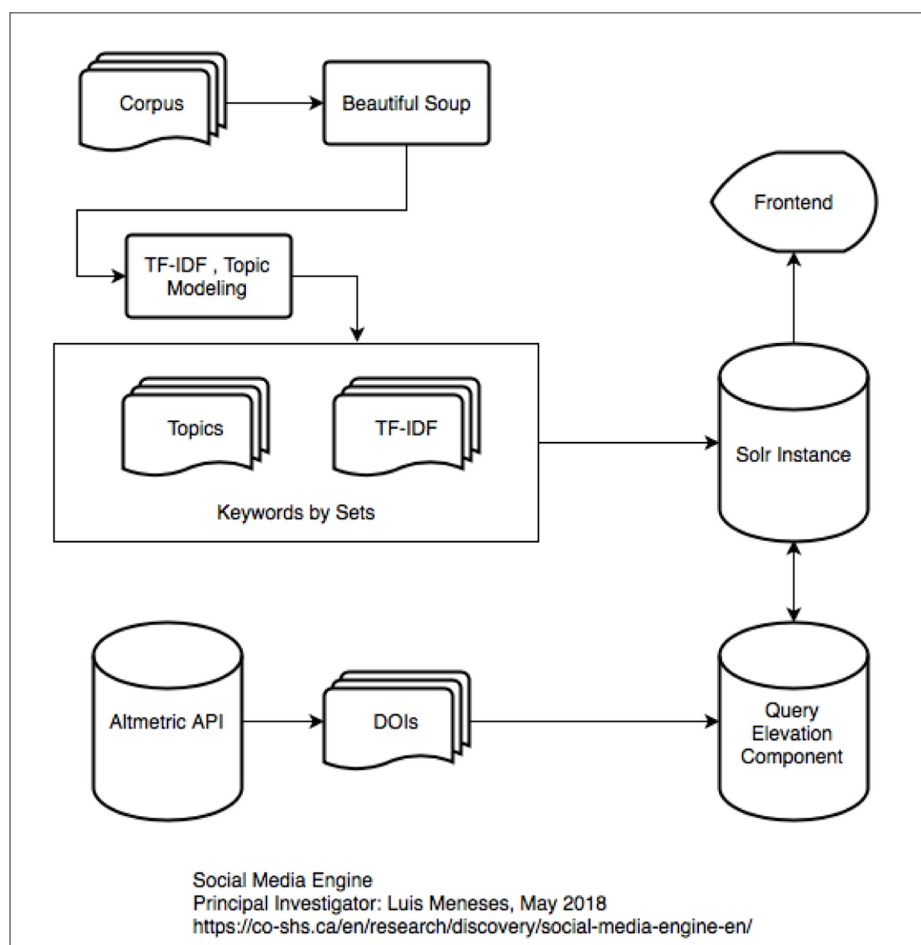 Corpus
Beautiful Soup
Frontend
TF-IDF , Topic
Modeling
Topics
TF-IDF
Keywords by Sets
Solr Instance
Altmetric API
DOIs
Query
Elevation
Component
Social Media Engine
Principal Investigator: Luis Meneses, May 2018
https://co-shs.ca/en/research/discovery/social-media-engine-en/